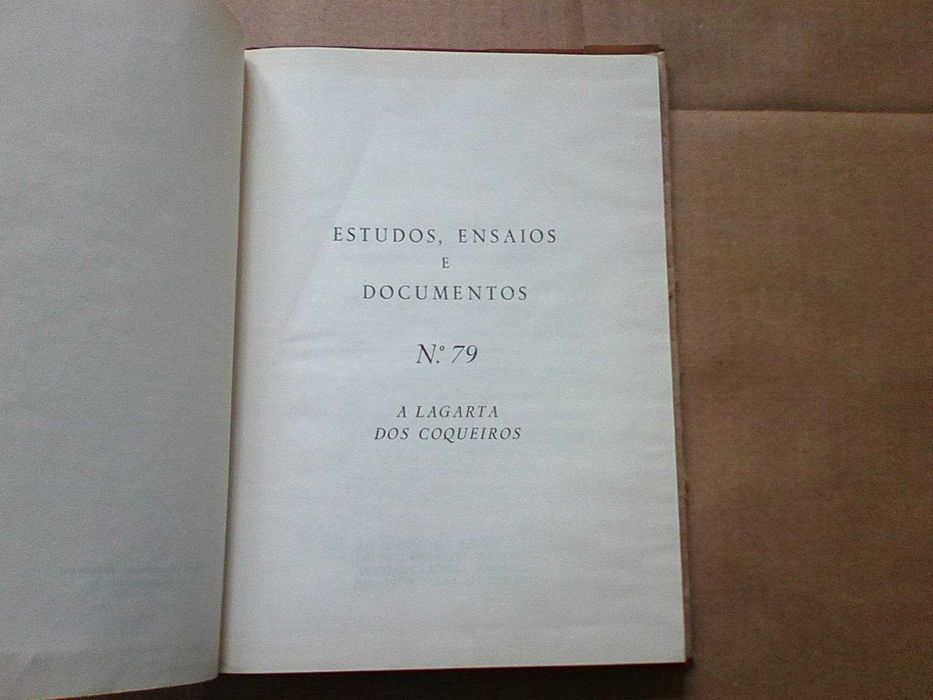 ESTUDOS, ENSAIOS
E
DOCUMENTOS
N.º 79
A LAGARTA
DOS COQUEIROS